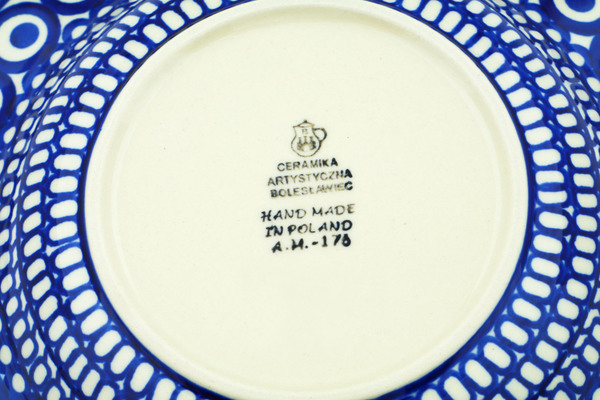 CERAMIKA
ARTYSTYCZNA
BOLESŁAWIEC
HAND MADE
IN POLAND
A.M.-178